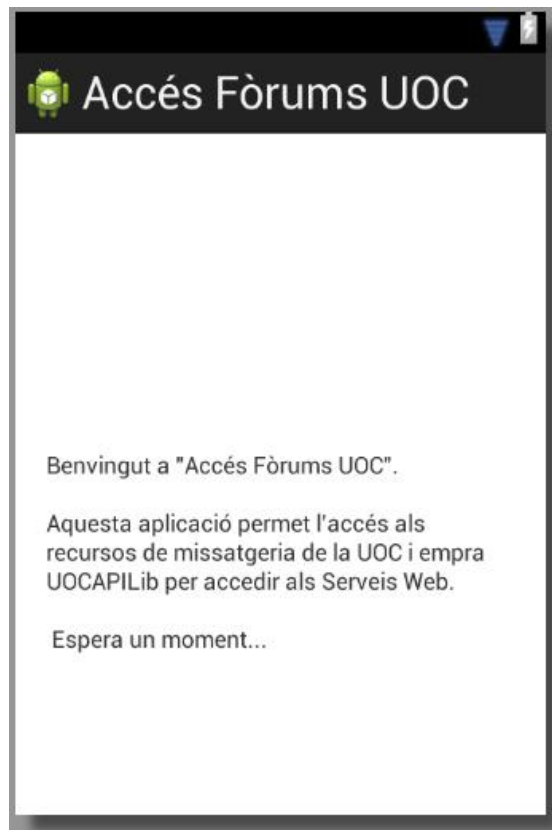 Accés Fòrums UOC
Benvingut a "Accés Fòrums UOC".
Aquesta aplicació permet l'accés als
recursos de missatgeria de la UOC i empra
UOCAPILib per accedir als Serveis Web.
Espera un moment...